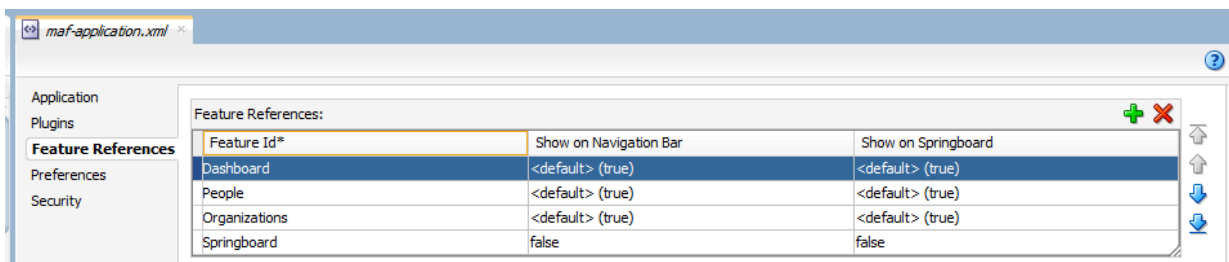 maf-application.xml
Application
Plugins
Feature References
Preferences
Security
Feature References:
Feature Id* Show on Navigation Bar Show on Springboard
Dashboard <default> (true) <default> (true)
People <default> (true) <default> (true)
Organizations <default> (true) <default> (true)
Springboard false false